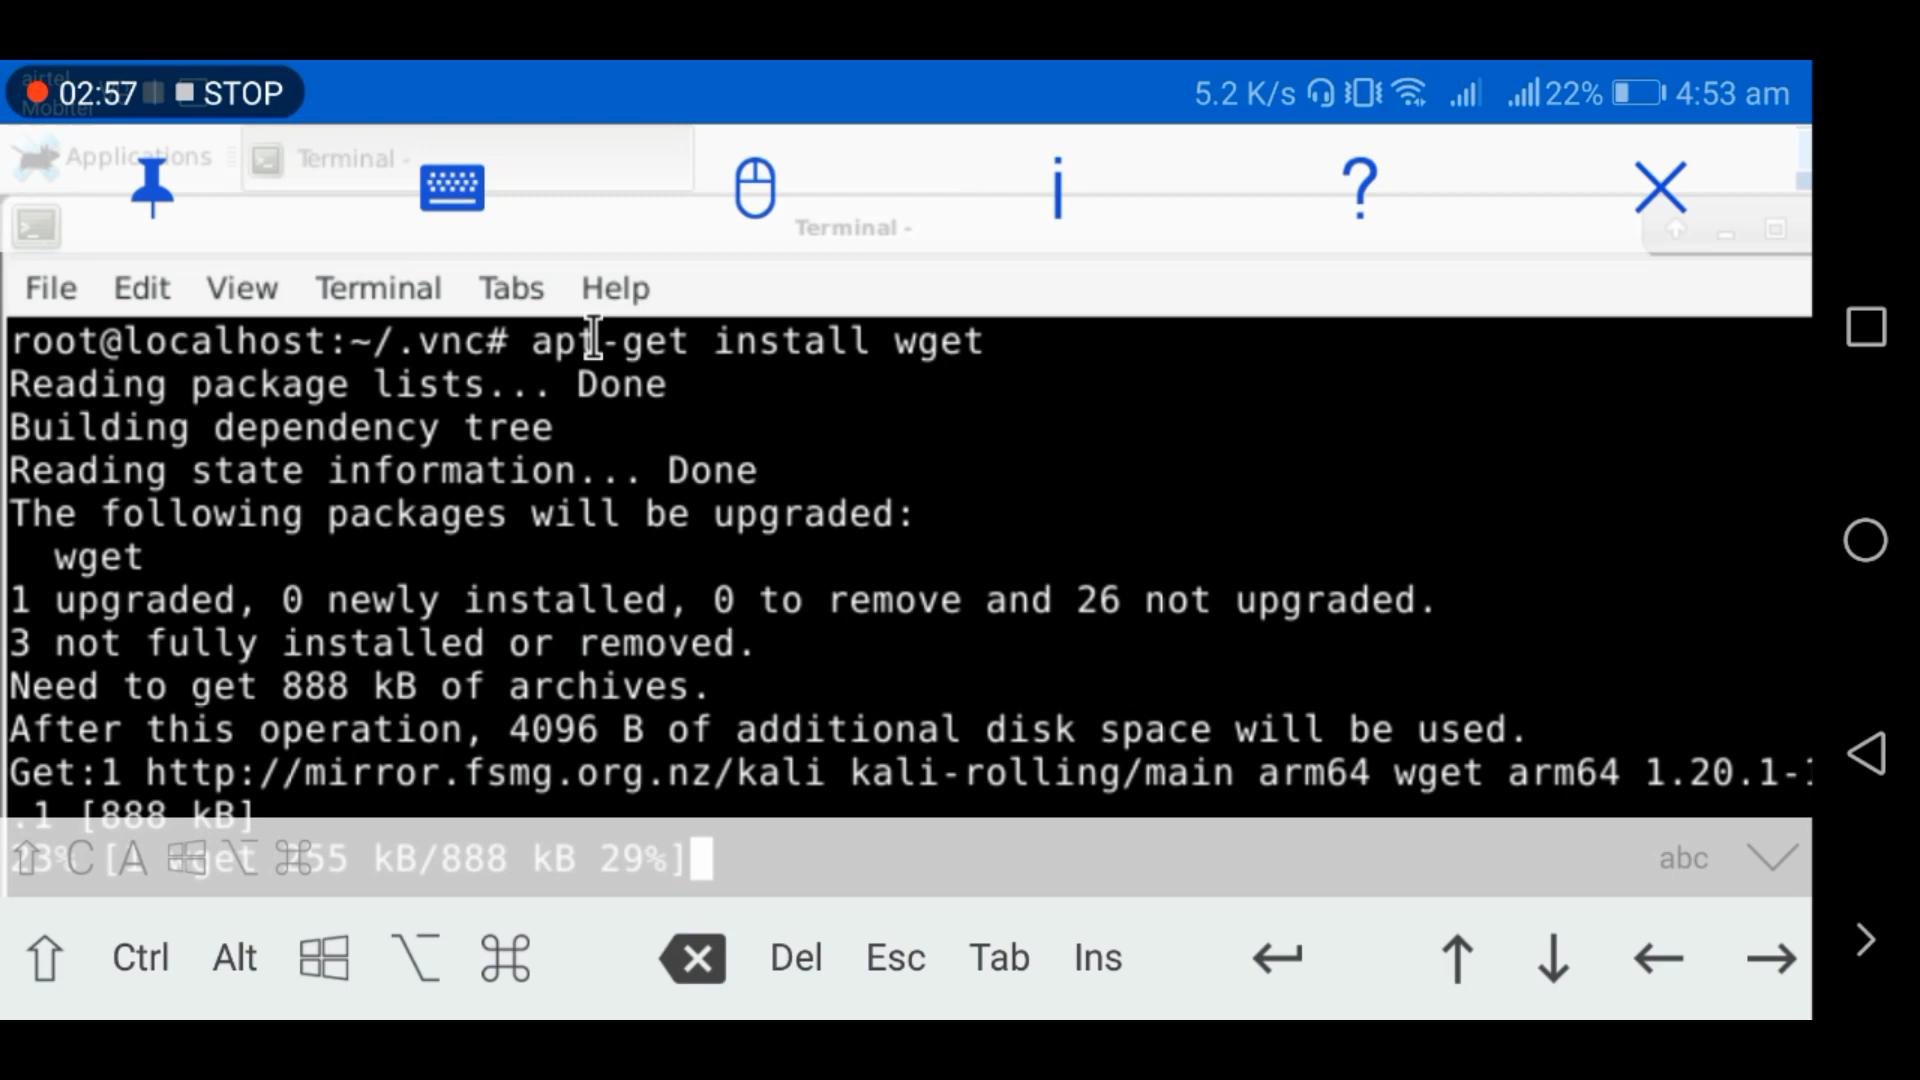 airtel
Mobitel
02:57 STOP
5.2 K/s 22% 4:53 am
Applications Terminal -
Terminal -
File Edit View Terminal Tabs Help
root@localhost:~/.vnc# apt-get install wget
Reading package lists... Done
Building dependency tree
Reading state information... Done
The following packages will be upgraded:
wget
1 upgraded, 0 newly installed, 0 to remove and 26 not upgraded.
3 not fully installed or removed.
Need to get 888 kB of archives.
After this operation, 4096 B of additional disk space will be used.
Get:1 http://mirror.fsmg.org.nz/kali kali-rolling/main arm64 wget arm64 1.20.1-1
.1 [888 kB]
C A kB/888 kB 29%] abc
Ctrl Alt Del Esc Tab Ins